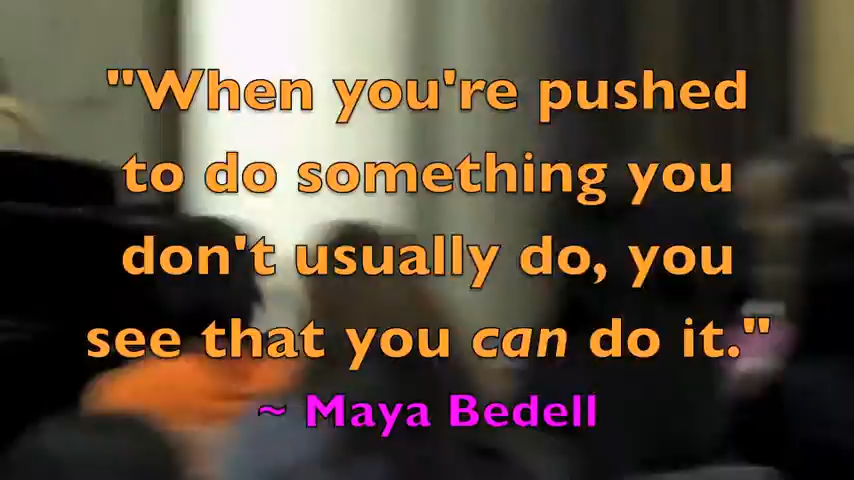 "When you're pushed
to do something you
don't usually do, you
see that you can do it."
~ Maya Bedell